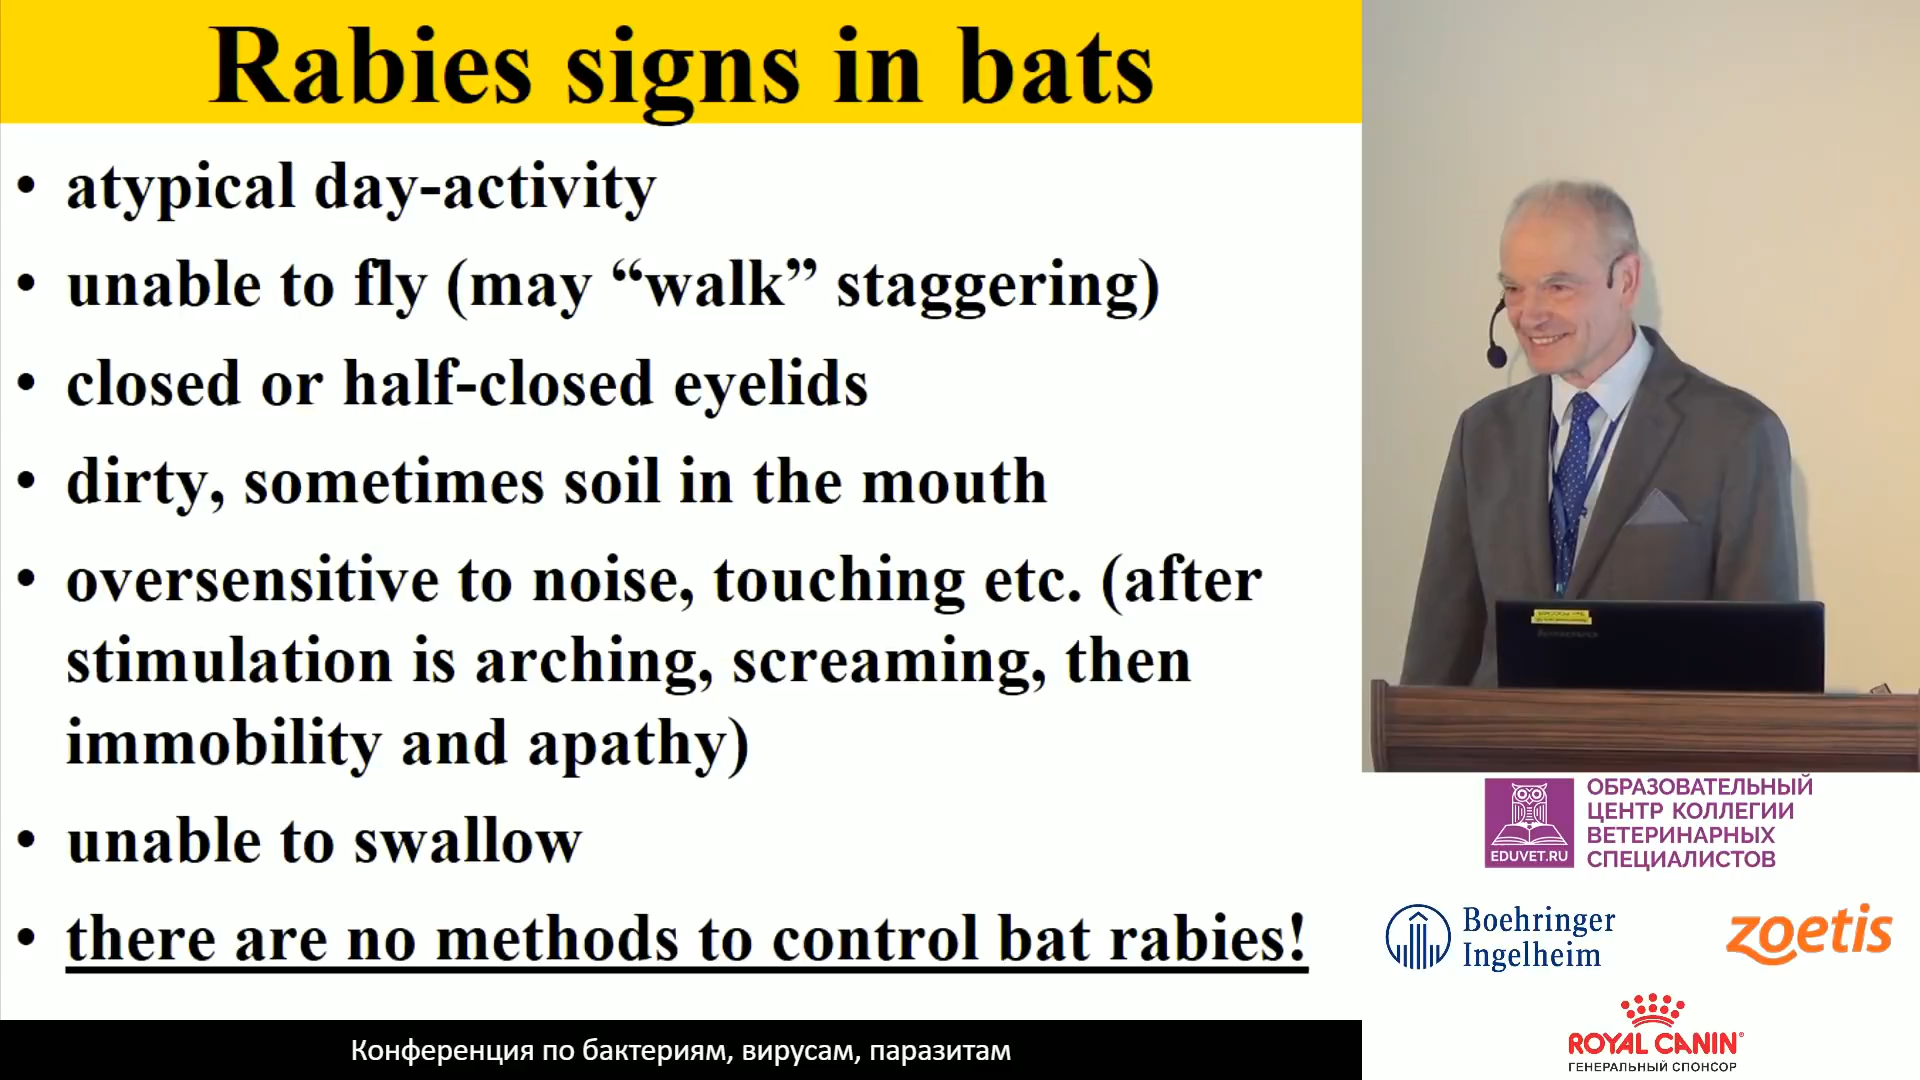 Rabies signs in bats
• atypical day-activity
• unable to fly (may “walk” staggering)
• closed or half-closed eyelids
• dirty, sometimes soil in the mouth
• oversensitive to noise, touching etc. (after
stimulation is arching, screaming, then
immobility and apathy)
• unable to swallow
• there are no methods to control bat rabies!
Конференция по бактериям, вирусам, паразитам
EDUVET.RU
ОБРАЗОВАТЕЛЬНЫЙ
ЦЕНТР КОЛЛЕГИИ
ВЕТЕРИНАРНЫХ
СПЕЦИАЛИСТОВ
Boehringer
Ingelheim
zoetis
ROYAL CANIN
ГЕНЕРАЛЬНЫЙ СПОНСОР